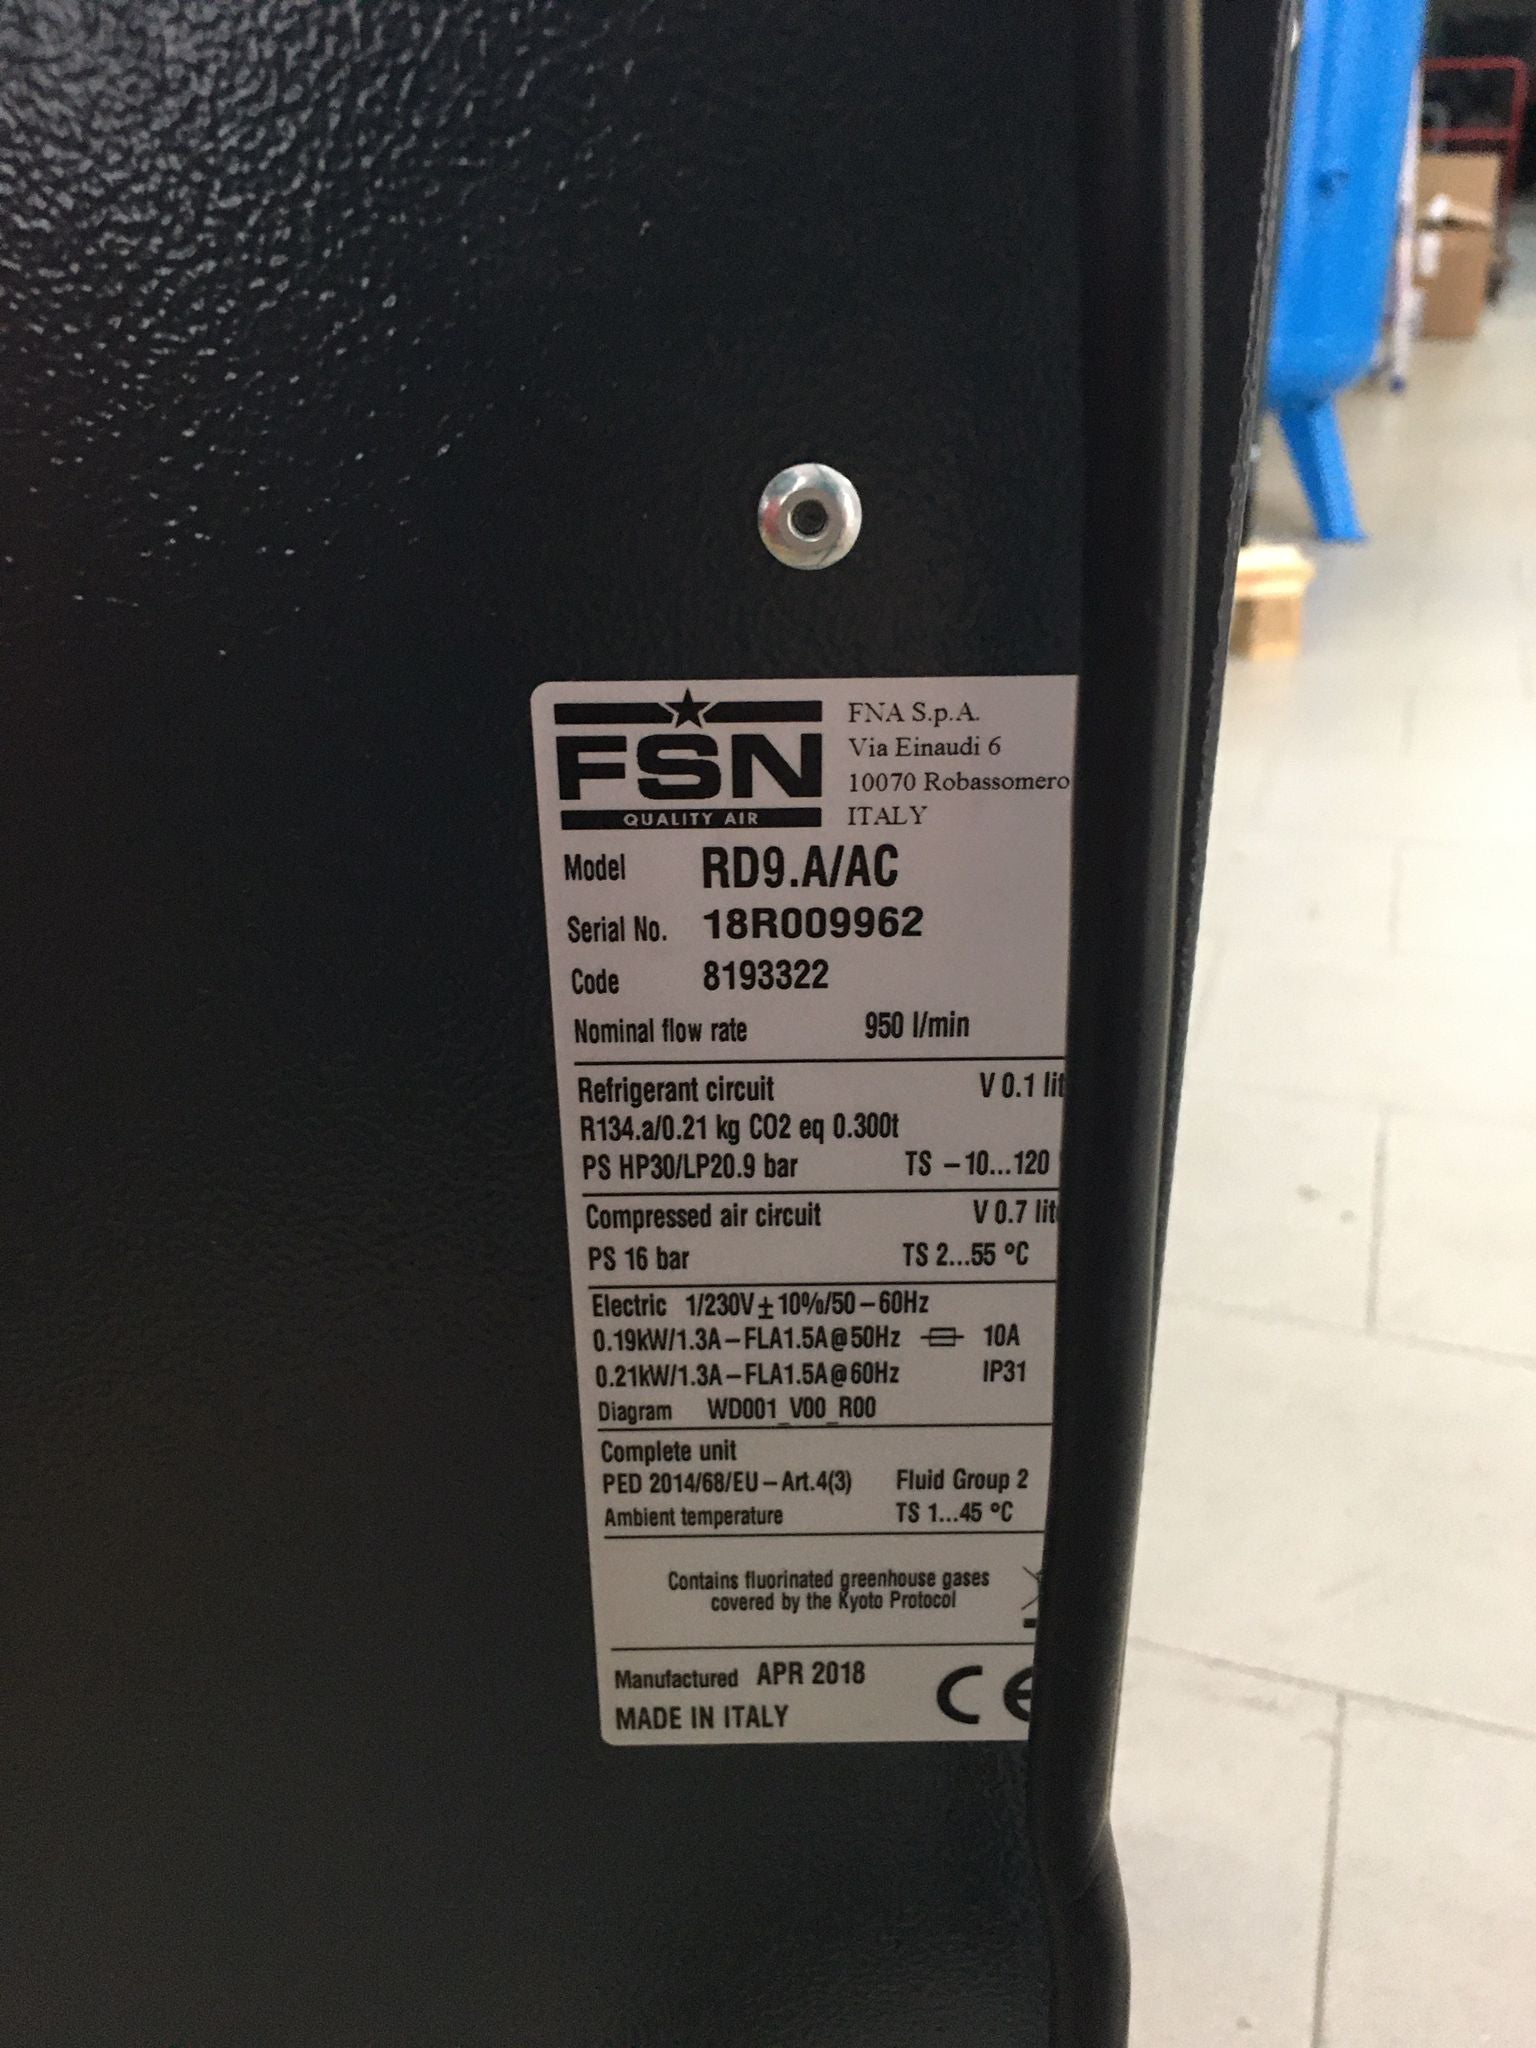 FSN
QUALITY AIR
FNA S.p.A.
Via Einaudi 6
10070 Robassomero
ITALY
Model RD9.A/AC
Serial No. 18R009962
Code 8193322
Nominal flow rate 950 l/min
Refrigerant circuit V 0.1 lit
R134.a/0.21 kg CO2 eq 0.300t
PS HP30/LP20.9 bar TS -10...120
Compressed air circuit V 0.7 lit
PS 16 bar TS 2...55 °C
Electric 1/230V±10%/50-60Hz
0.19kW/1.3A-FLA1.5A@50Hz 10A
0.21kW/1.3A-FLA1.5A@60Hz IP31
Diagram WD001_V00_R00
Complete unit
PED 2014/68/EU-Art.4(3) Fluid Group 2
Ambient temperature TS 1...45 °C
Contains fluorinated greenhouse gases
covered by the Kyoto Protocol
Manufactured APR 2018
MADE IN ITALY CE